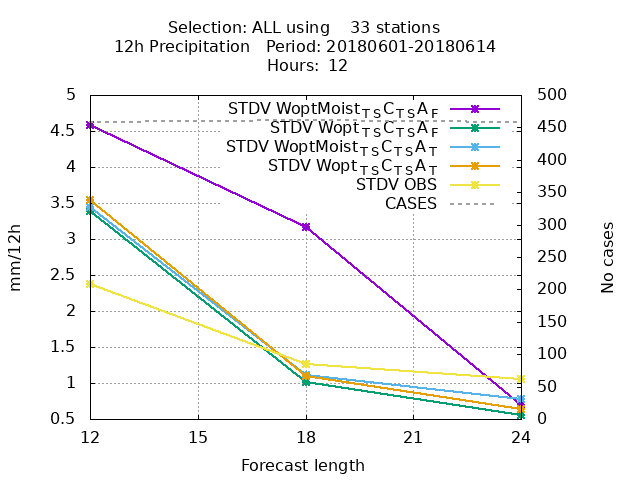 Selection: ALL using    33 stations
12h Precipitation   Period: 20180601-20180614
Hours:  12
5
4.5
4
3.5
3
2.5
2
1.5
1
0.5
mm/12h
500
450
400
350
300
250
200
150
100
50
0
No cases
STDV WoptMoist_TS C_TS A_F
STDV Wopt_TS C_TS A_F
STDV WoptMoist_TS C_TS A_T
STDV Wopt_TS C_TS A_T
STDV OBS
CASES
12 15 18 21 24
Forecast length